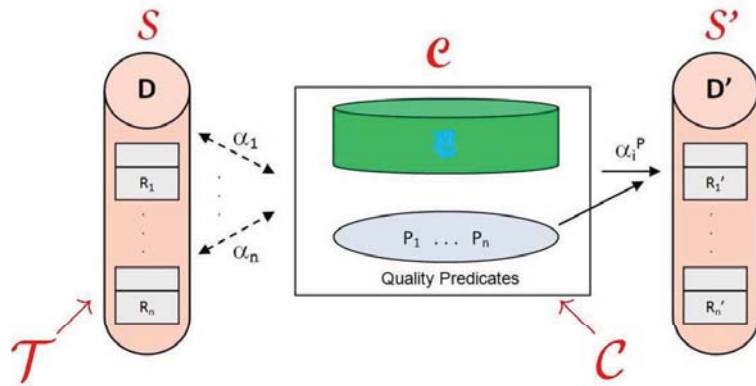 S
𝒞
S'
D
D'
α₁
αᵢᴾ
R₁
R₁'
. . .
. . .
. . .
αₙ
P₁ ... Pₙ
Quality Predicates
Rₙ
Rₙ'
𝒯
𝒞